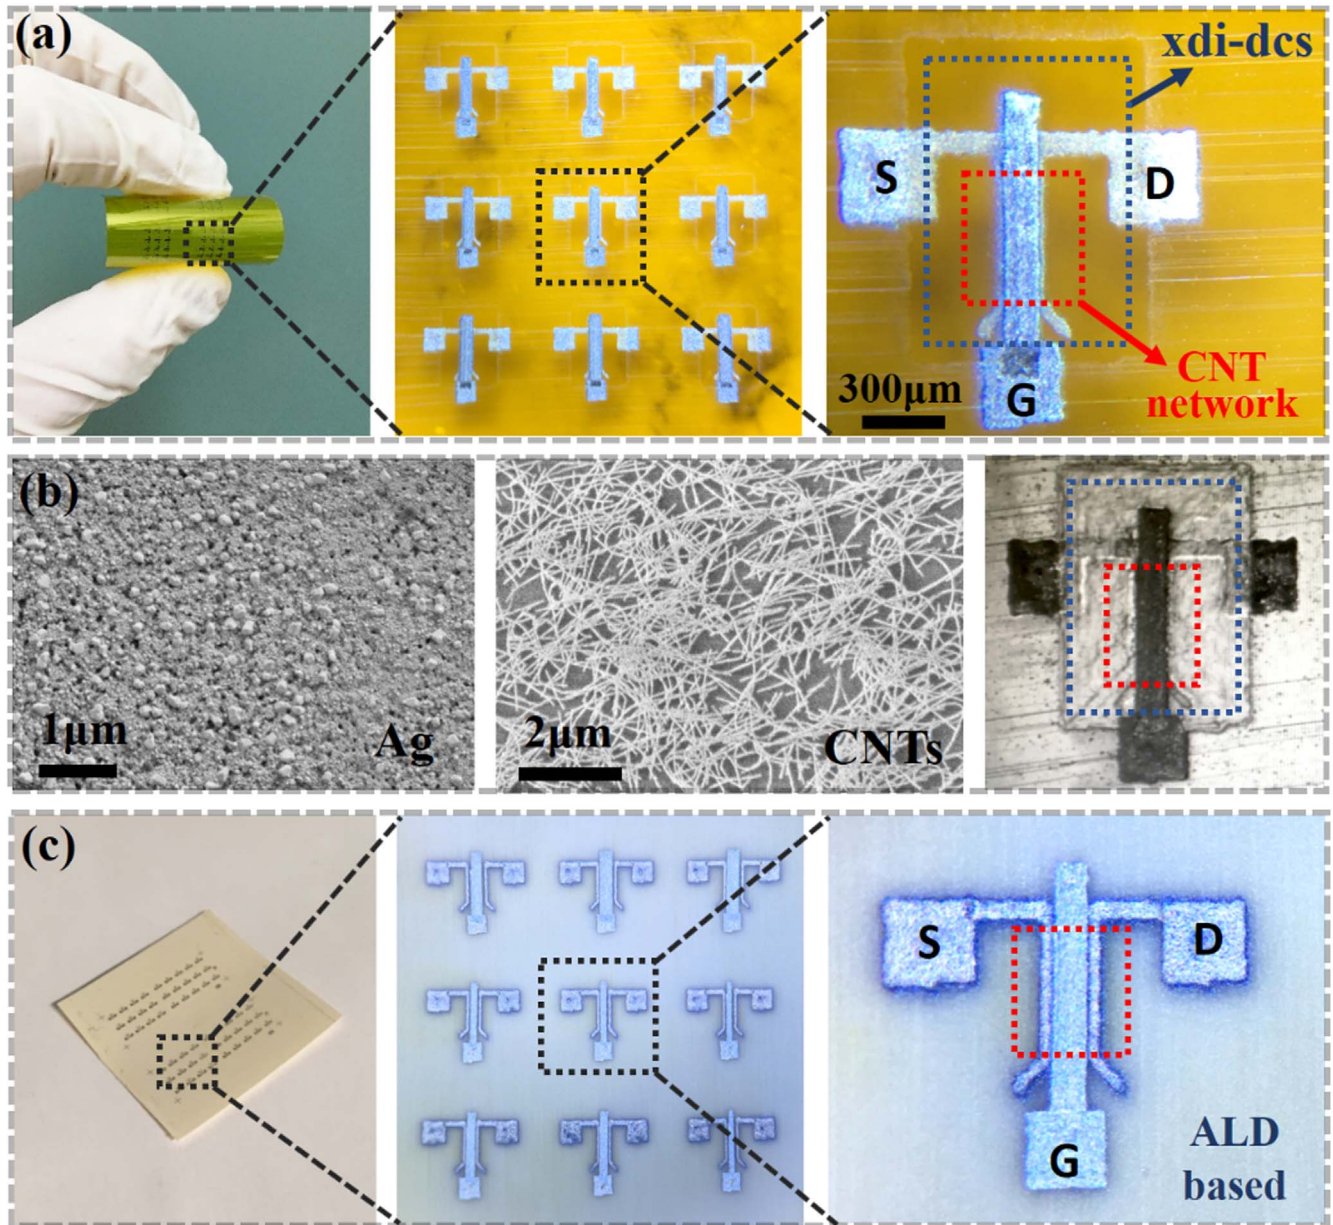 (a)
xdi-dcs
S
D
CNT
network
300μm
G
(b)
1μm
Ag
2μm
CNTs
(c)
S
D
G
ALD
based